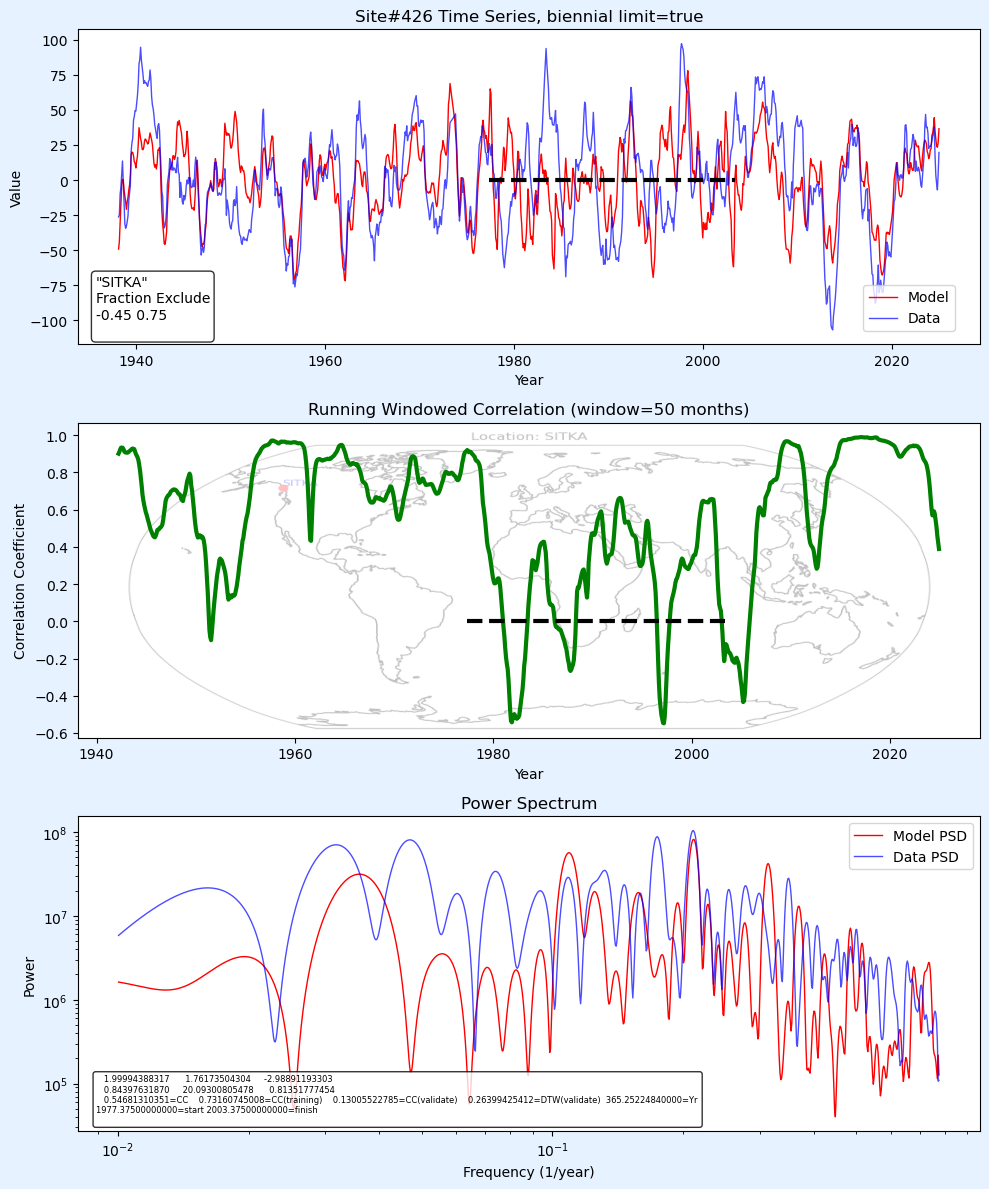 Site#426 Time Series, biennial limit=true
Value
100
75
50
25
0
−25
−50
−75
−100
"SITKA"
Fraction Exclude
-0.45 0.75
Model
Data
1940
1960
1980
2000
2020
Year
Running Windowed Correlation (window=50 months)
Location: SITKA
SITK
Correlation Coefficient
1.0
0.8
0.6
0.4
0.2
0.0
−0.2
−0.4
−0.6
1940
1960
1980
2000
2020
Year
Power Spectrum
Model PSD
Data PSD
Power
10^8
10^7
10^6
10^5
1.99994388317 1.76173504304 -2.98891193303
0.84397631870 20.09300805478 0.81351777454
0.54681310351=CC 0.73160745008=CC(training) 0.13005522785=CC(validate) 0.26399425412=DTW(validate) 365.25224840000=Yr
1977.37500000000=start 2003.37500000000=finish
10^−2
10^−1
Frequency (1/year)